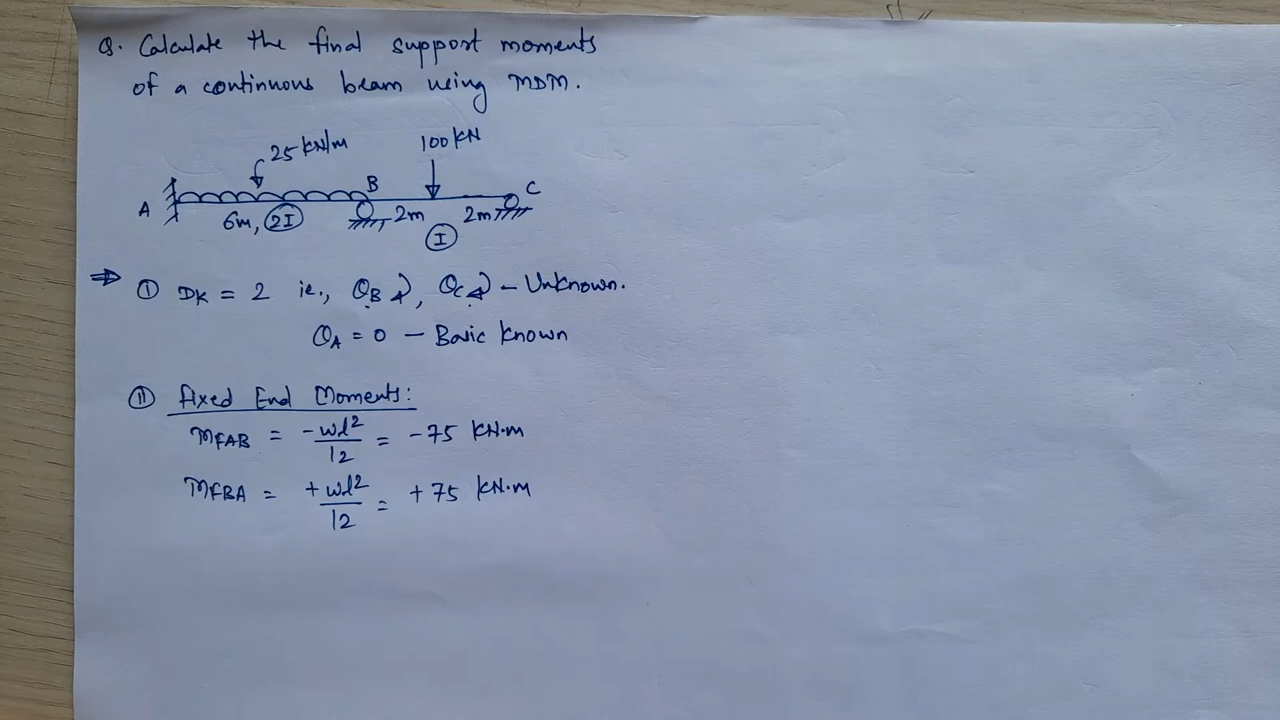 Q. Calculate the final support moments
of a continuous beam using MDM.
25 kN/m
100 kN
A
B
C
6m, 2I
2m
2m
I
⇒ I DK = 2 ie., θB, θC - Unknown.
θA = 0 - Basic known
II Fixed End Moments:
MFAB = -wl²/12 = -75 kN.m
MFBA = +wl²/12 = +75 kN.m